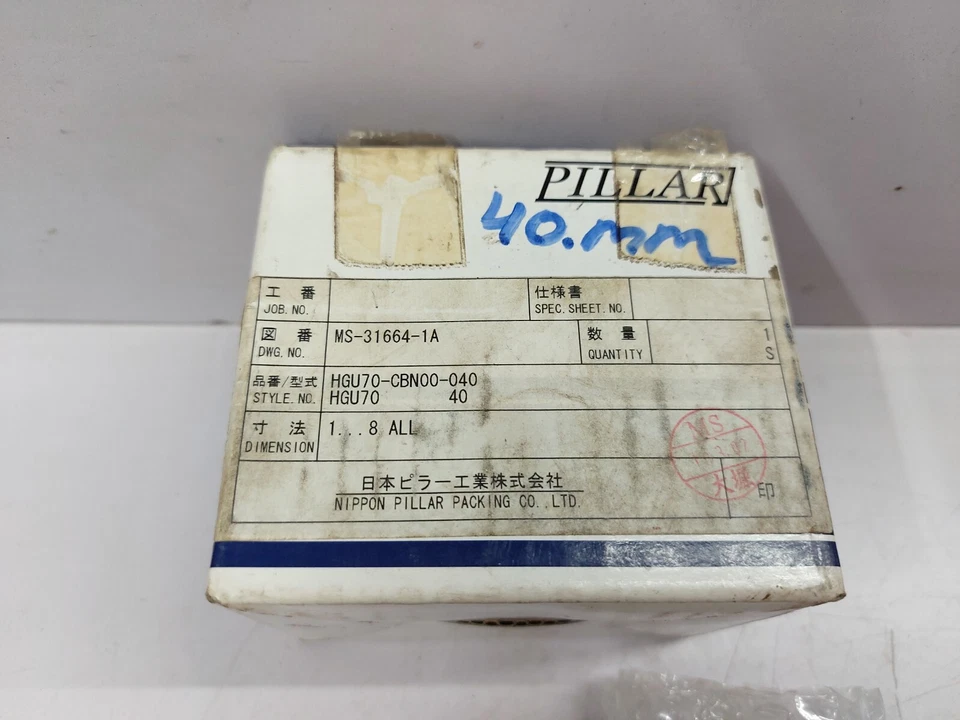 PILLAR
40.mm
工番 仕様書
JOB. NO. SPEC. SHEET. NO.
図番 MS-31664-1A 数量 1
DWG. NO. QUANTITY S
品番/型式 HGU70-CBN00-040
STYLE. NO. HGU70 40
寸法 1...8 ALL
DIMENSION
MS
大塚
日本ピラー工業株式会社 印
NIPPON PILLAR PACKING CO., LTD.